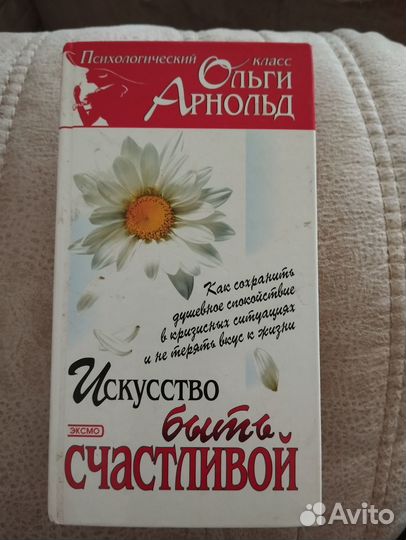 Психологический класс
Ольги
Арнольд
Как сохранить
душевное спокойствие
в кризисных ситуациях
и не терять вкус к жизни
Искусство
быть
ЭКСМО
счастливой
Avito